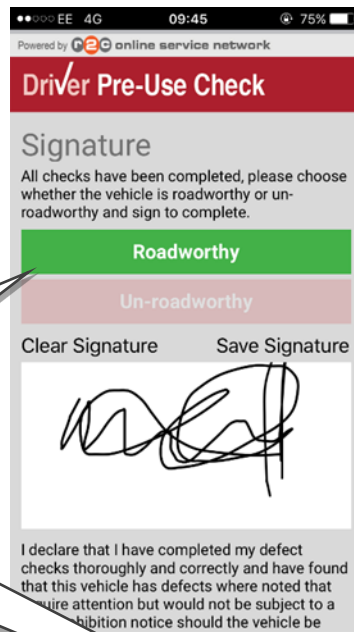 EE 4G 09:45 75%
Powered by r2c online service network
Driver Pre-Use Check
Signature
All checks have been completed, please choose
whether the vehicle is roadworthy or un-
roadworthy and sign to complete.
Roadworthy
Un-roadworthy
Clear Signature Save Signature
I declare that I have completed my defect
checks thoroughly and correctly and have found
that this vehicle has defects where noted that
require attention but would not be subject to a
notice should the vehicle be